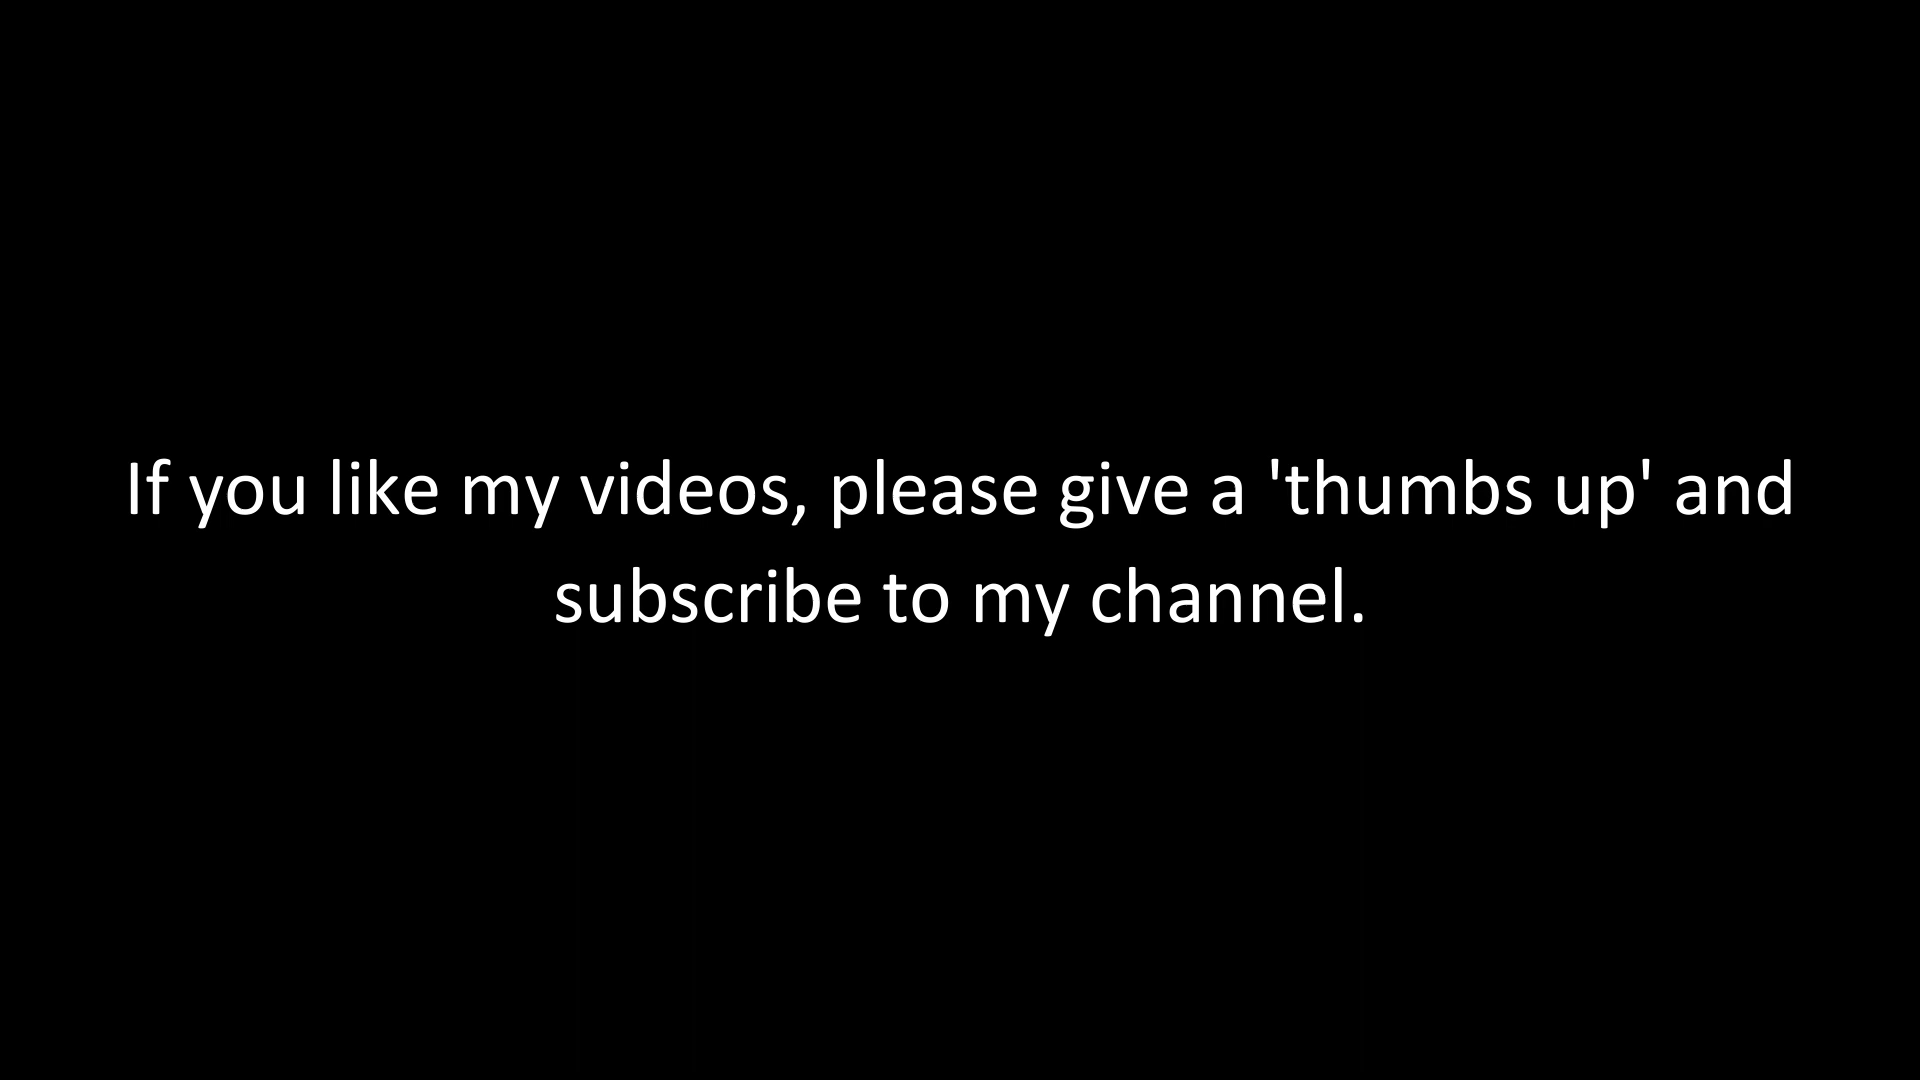 If you like my videos, please give a 'thumbs up' and
subscribe to my channel.